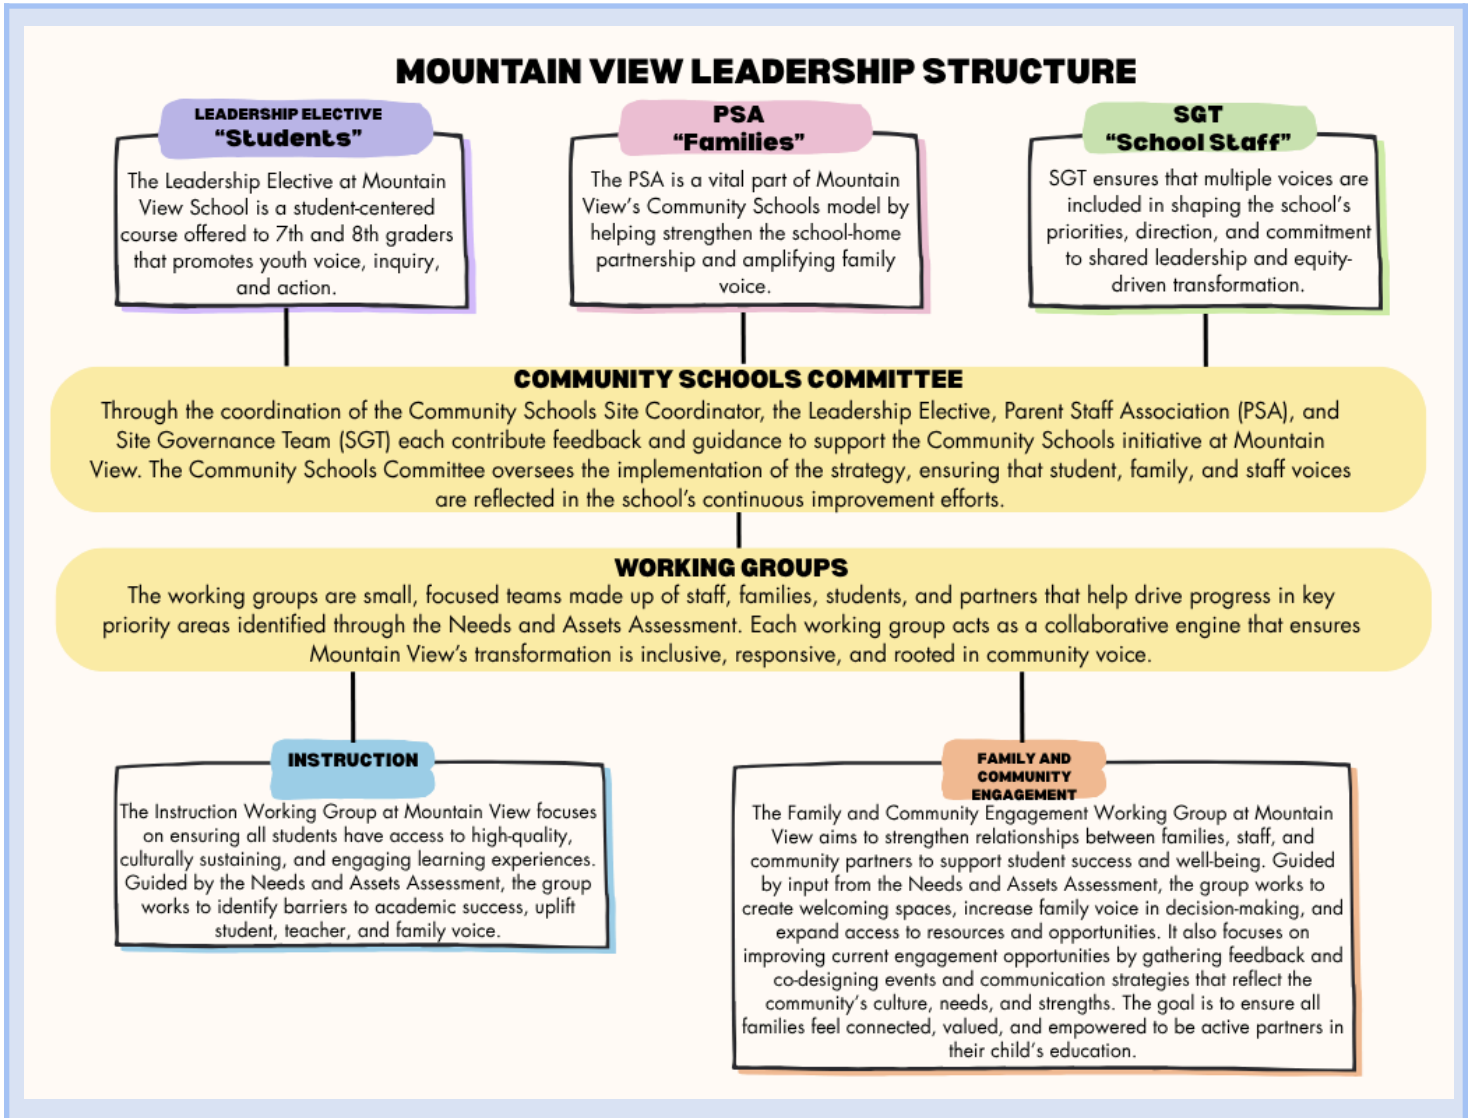 MOUNTAIN VIEW LEADERSHIP STRUCTURE
LEADERSHIP ELECTIVE
“Students”
The Leadership Elective at Mountain
View School is a student-centered
course offered to 7th and 8th graders
that promotes youth voice, inquiry,
and action.
PSA
“Families”
The PSA is a vital part of Mountain
View’s Community Schools model by
helping strengthen the school-home
partnership and amplifying family
voice.
SGT
“School Staff”
SGT ensures that multiple voices are
included in shaping the school’s
priorities, direction, and commitment
to shared leadership and equity-
driven transformation.
COMMUNITY SCHOOLS COMMITTEE
Through the coordination of the Community Schools Site Coordinator, the Leadership Elective, Parent Staff Association (PSA), and
Site Governance Team (SGT) each contribute feedback and guidance to support the Community Schools initiative at Mountain
View. The Community Schools Committee oversees the implementation of the strategy, ensuring that student, family, and staff voices
are reflected in the school’s continuous improvement efforts.
WORKING GROUPS
The working groups are small, focused teams made up of staff, families, students, and partners that help drive progress in key
priority areas identified through the Needs and Assets Assessment. Each working group acts as a collaborative engine that ensures
Mountain View’s transformation is inclusive, responsive, and rooted in community voice.
INSTRUCTION
The Instruction Working Group at Mountain View focuses
on ensuring all students have access to high-quality,
culturally sustaining, and engaging learning experiences.
Guided by the Needs and Assets Assessment, the group
works to identify barriers to academic success, uplift
student, teacher, and family voice.
FAMILY AND
COMMUNITY
ENGAGEMENT
The Family and Community Engagement Working Group at Mountain
View aims to strengthen relationships between families, staff, and
community partners to support student success and well-being. Guided
by input from the Needs and Assets Assessment, the group works to
create welcoming spaces, increase family voice in decision-making, and
expand access to resources and opportunities. It also focuses on
improving current engagement opportunities by gathering feedback and
co-designing events and communication strategies that reflect the
community’s culture, needs, and strengths. The goal is to ensure all
families feel connected, valued, and empowered to be active partners in
their child’s education.